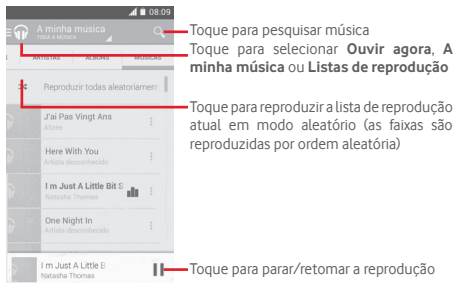 08:09
A minha música
TODA A MÚSICA
ARTISTAS ÁLBUNS MÚSICAS
Reproduzir todas aleatoriament
J'ai Pas Vingt Ans
Alizee
Here With You
Artista desconhecido
I m Just A Little Bit S
Natasha Thomas
One Night In
Artista desconhecido
I m Just A Little B
Natasha Thomas
Toque para pesquisar música
Toque para selecionar Ouvir agora, A
minha música ou Listas de reprodução
Toque para reproduzir a lista de reprodução
atual em modo aleatório (as faixas são
reproduzidas por ordem aleatória)
Toque para parar/retomar a reprodução